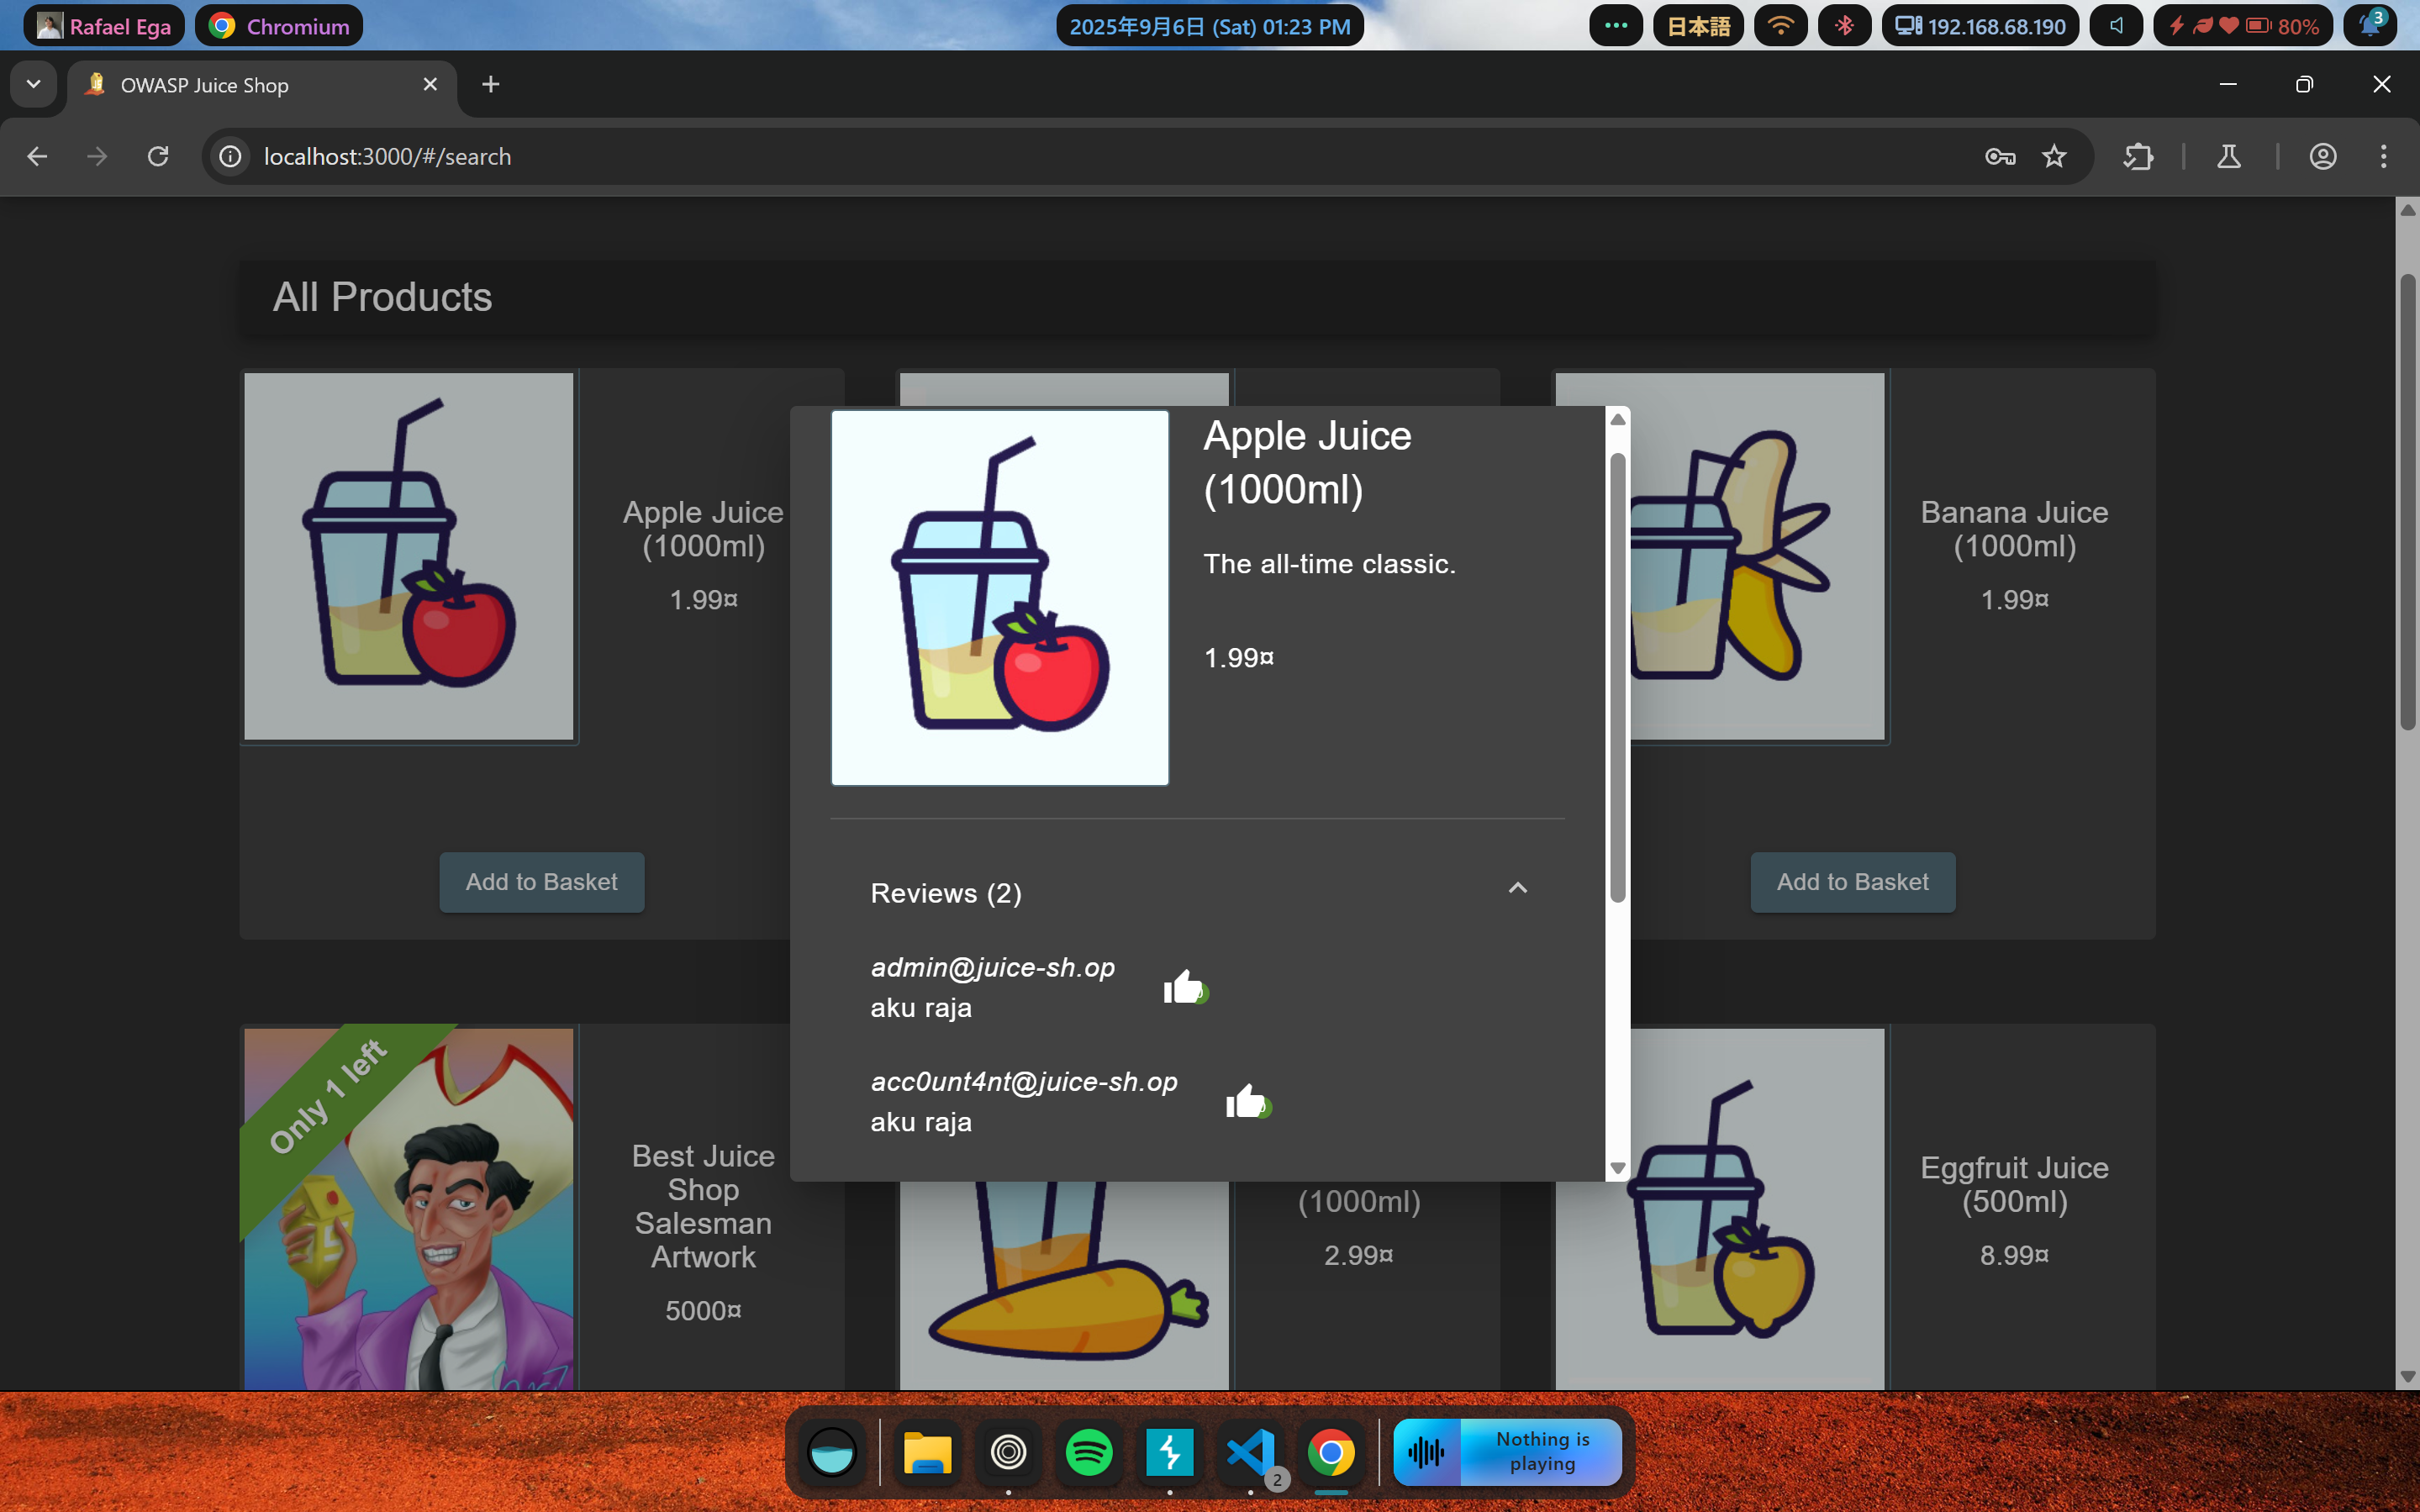 Rafael Ega
Chromium
2025年9月6日 (Sat) 01:23 PM
日本語
192.168.68.190
80%
3
OWASP Juice Shop
localhost:3000/#/search
All Products
Apple Juice
(1000ml)
1.99¤
Add to Basket
Apple Juice
(1000ml)
The all-time classic.
1.99¤
Reviews (2)
admin@juice-sh.op
aku raja
acc0unt4nt@juice-sh.op
aku raja
Banana Juice
(1000ml)
1.99¤
Add to Basket
Only 1 left
Best Juice
Shop
Salesman
Artwork
5000¤
(1000ml)
2.99¤
Eggfruit Juice
(500ml)
8.99¤
2
Nothing is
playing